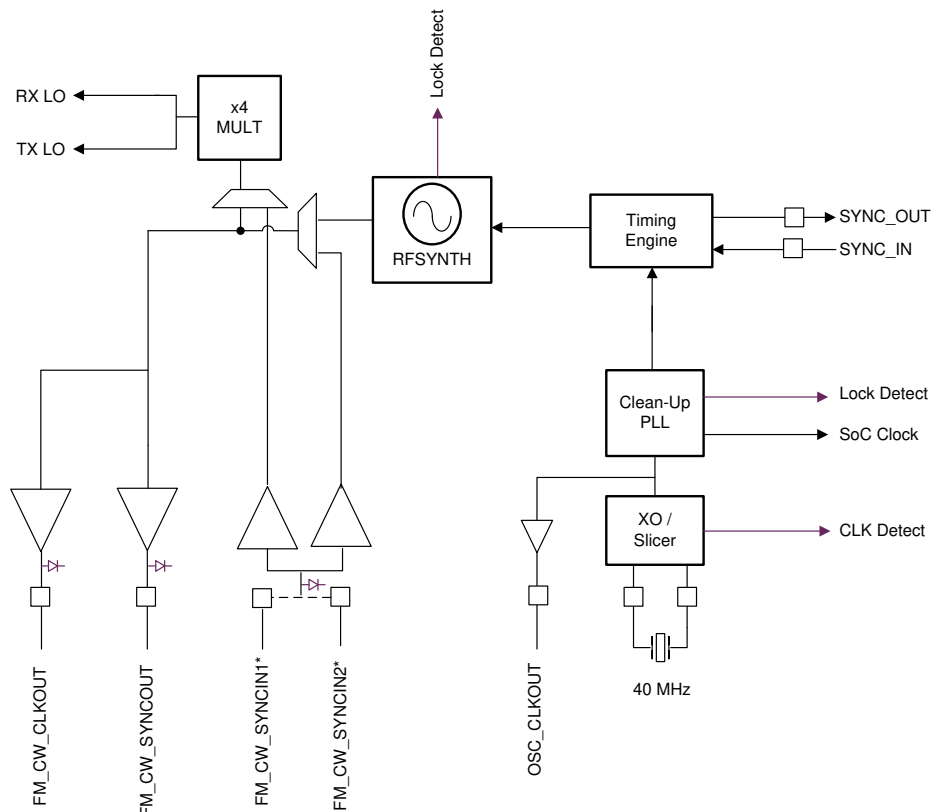 Lock Detect
RX LO
TX LO
x4
MULT
RFSYNTH
Timing
Engine
SYNC_OUT
SYNC_IN
Clean-Up
PLL
Lock Detect
SoC Clock
XO /
Slicer
CLK Detect
40 MHz
FM_CW_CLKOUT
FM_CW_SYNCOUT
FM_CW_SYNCIN1*
FM_CW_SYNCIN2*
OSC_CLKOUT